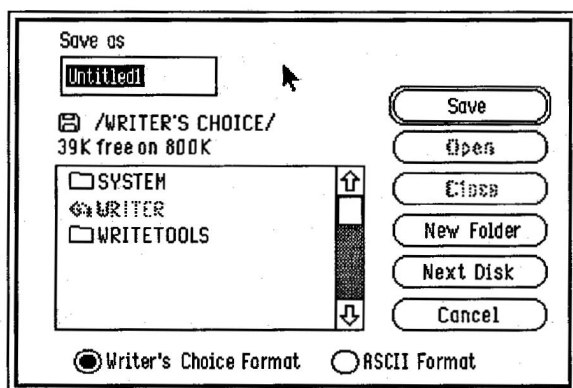 Save as
Untitled1
/WRITER'S CHOICE/
39K free on 800K
SYSTEM
WRITER
WRITETOOLS
Save
Open
Close
New Folder
Next Disk
Cancel
Writer's Choice Format
ASCII Format